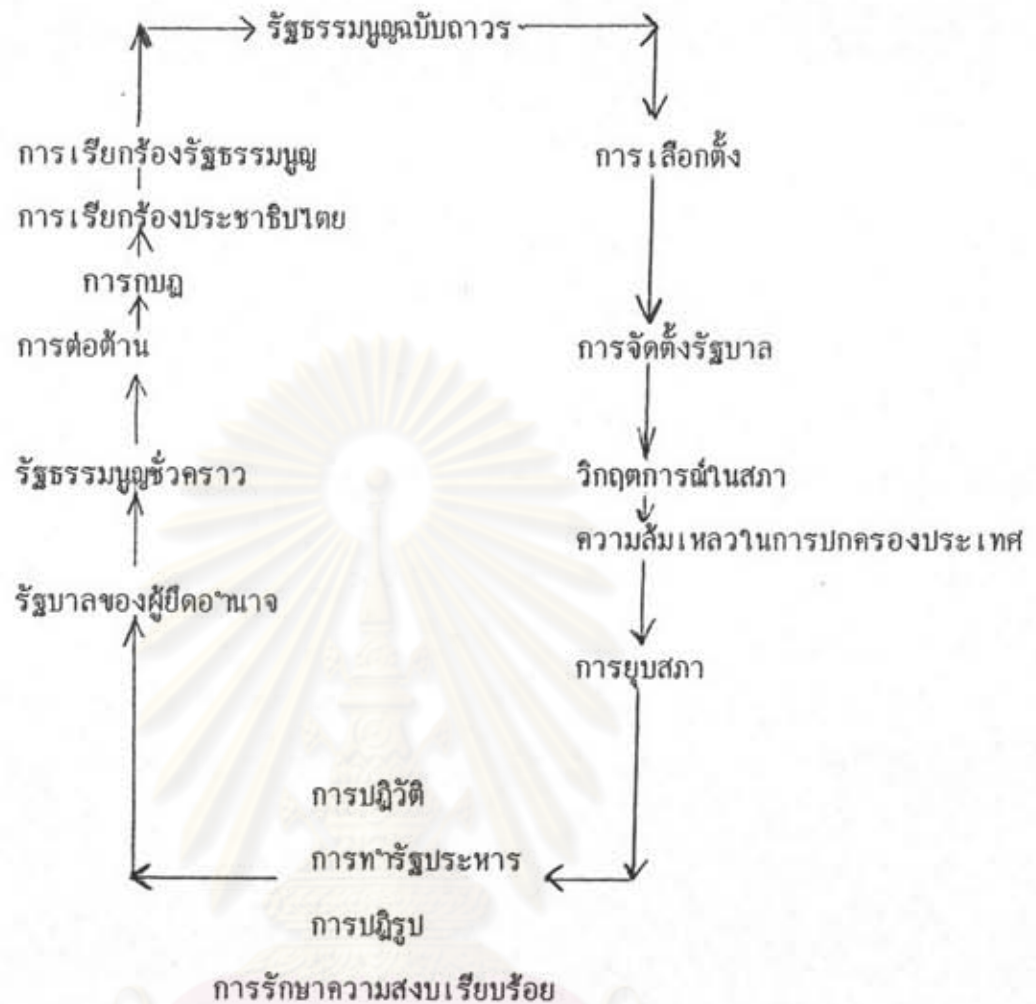 รัฐธรรมนูญฉบับถาวร
การเรียกร้องรัฐธรรมนูญ
การเลือกตั้ง
การเรียกร้องประชาธิปไตย
การกบฏ
การต่อต้าน
การจัดตั้งรัฐบาล
รัฐธรรมนูญชั่วคราว
วิกฤตการณ์ในสภา
ความล้มเหลวในการปกครองประเทศ
รัฐบาลของผู้ยึดอำนาจ
การยุบสภา
การปฏิวัติ
การทำรัฐประหาร
การปฏิรูป
การรักษาความสงบเรียบร้อย